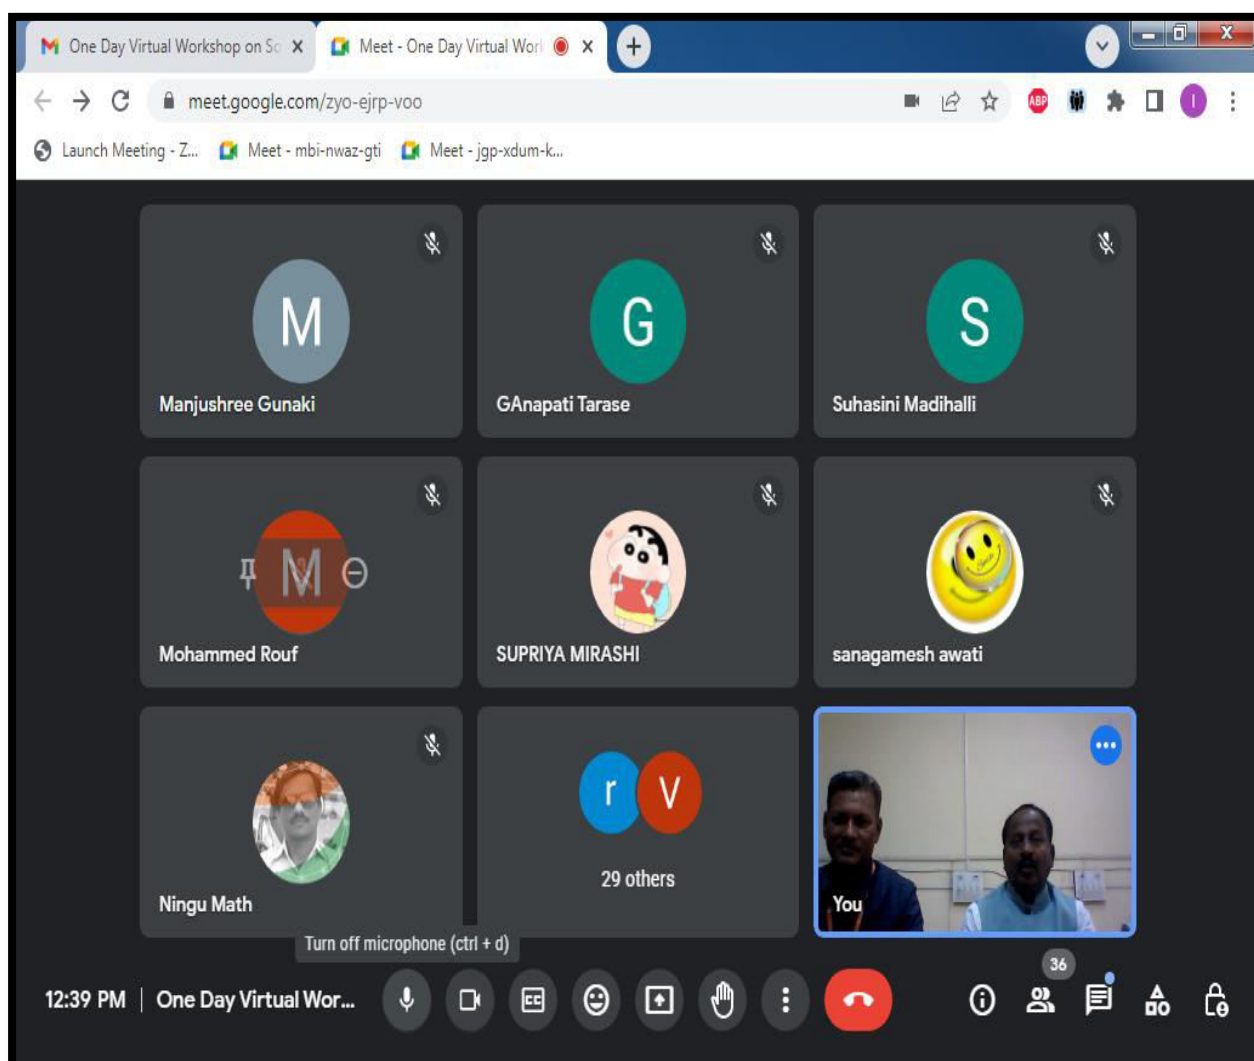 One Day Virtual Workshop on Sc
Meet - One Day Virtual Worl
meet.google.com/zyo-ejrp-voo
ABP
I
Launch Meeting - Z...
Meet - mbi-nwaz-gti
Meet - jgp-xdum-k...
M
G
S
Manjushree Gunaki
GAnapati Tarase
Suhasini Madihalli
M
Mohammed Rouf
SUPRIYA MIRASHI
sanagamesh awati
r V
29 others
Ningu Math
You
Turn off microphone (ctrl + d)
36
12:39 PM | One Day Virtual Wor...
CC